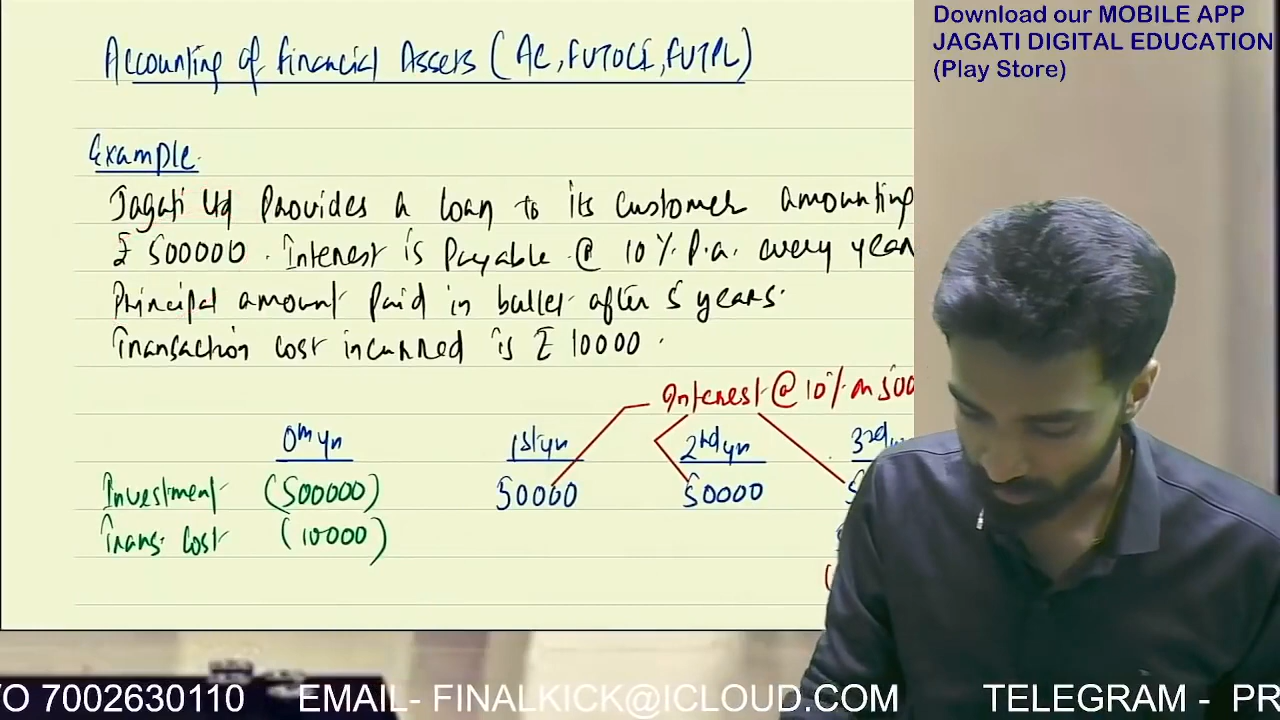 Download our MOBILE APP
JAGATI DIGITAL EDUCATION
(Play Store)
Accounting of Financial Assets (AC, FVTOCI, FVTPL)
Example.
Jagati Ltd Provides a loan to its customer amounting
₹ 500000. Interest is payable @ 10% P.a. every year
Principal amount paid in bullet after 5 years.
Transaction cost incurred is ₹ 10000.
Interest @ 10% on 500
0th yr 1st yr 2nd yr 3rd
Investment (500000) 50000 50000
Trans. Cost (10000)
O 7002630110 EMAIL- FINALKICK@ICLOUD.COM TELEGRAM - PR